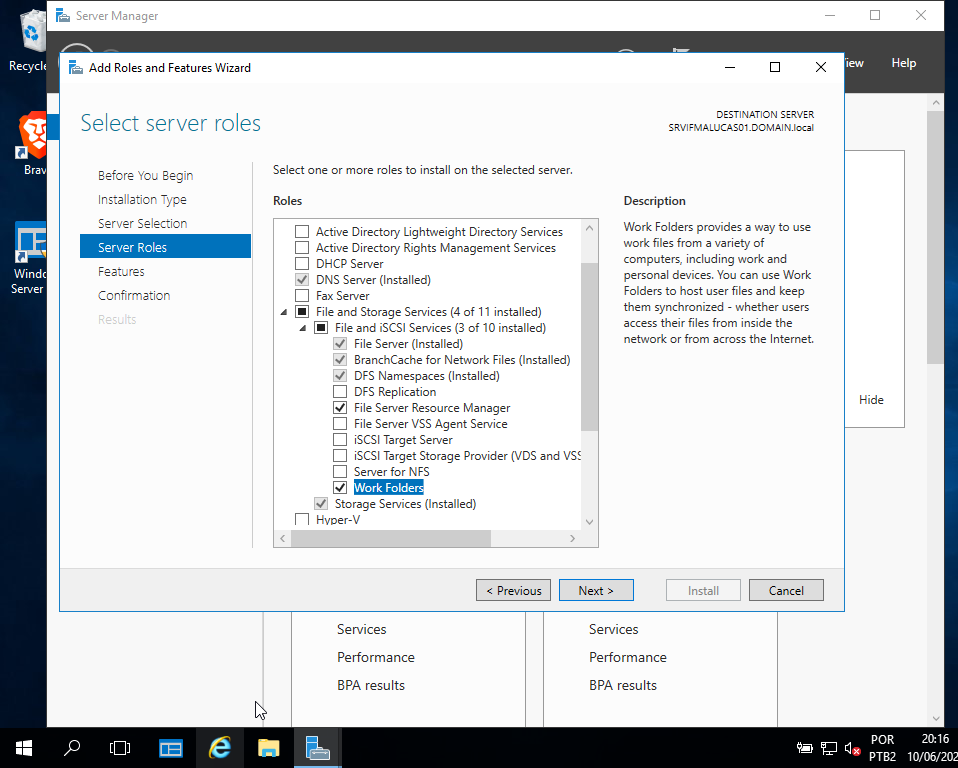 Server Manager
Recycle
View
Help
Add Roles and Features Wizard
Select server roles
DESTINATION SERVER
SRVIFMALUCAS01.DOMAIN.local
Before You Begin
Installation Type
Server Selection
Server Roles
Features
Confirmation
Results
Select one or more roles to install on the selected server.
Roles
Active Directory Lightweight Directory Services
Active Directory Rights Management Services
DHCP Server
DNS Server (Installed)
Fax Server
File and Storage Services (4 of 11 installed)
File and iSCSI Services (3 of 10 installed)
File Server (Installed)
BranchCache for Network Files (Installed)
DFS Namespaces (Installed)
DFS Replication
File Server Resource Manager
File Server VSS Agent Service
iSCSI Target Server
iSCSI Target Storage Provider (VDS and VSS
Server for NFS
Work Folders
Storage Services (Installed)
Hyper-V
Description
Work Folders provides a way to use
work files from a variety of
computers, including work and
personal devices. You can use Work
Folders to host user files and keep
them synchronized - whether users
access their files from inside the
network or from across the Internet.
Brav
Windo
Server
Hide
< Previous
Next >
Install
Cancel
Services
Performance
BPA results
Services
Performance
BPA results
POR
PTB2
20:16
10/06/202